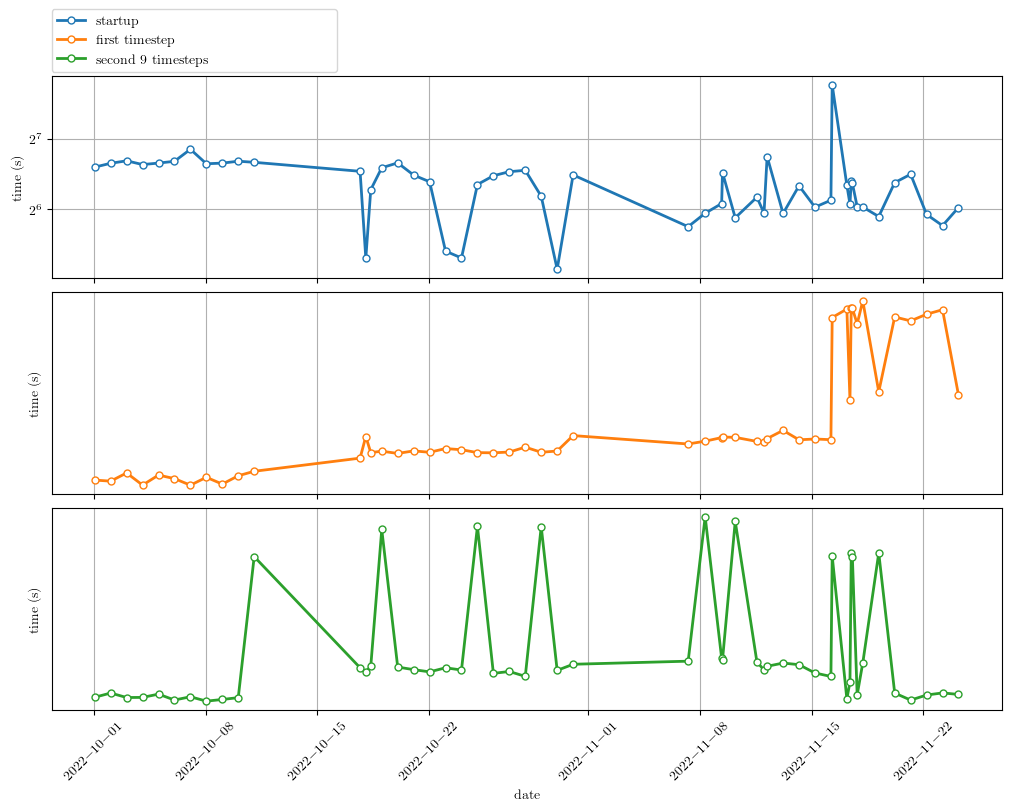 startup
first timestep
second 9 timesteps
time (s)
2^7
2^6
time (s)
time (s)
2022−10−01
2022−10−08
2022−10−15
2022−10−22
2022−11−01
2022−11−08
2022−11−15
2022−11−22
date